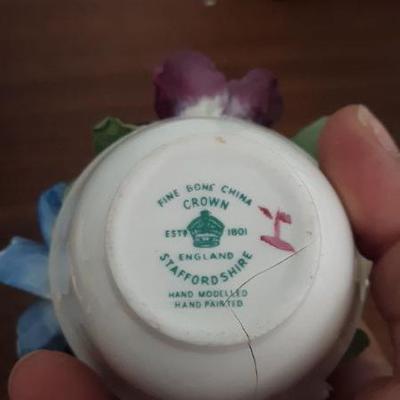 FINE BONE CHINA
CROWN
ESTD 1801
ENGLAND
STAFFORDSHIRE
HAND MODELLED
HAND PAINTED